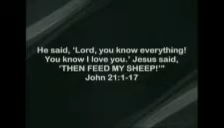 He said, 'Lord, you know everything!
You know I love you.' Jesus said,
'THEN FEED MY SHEEP!'"
John 21:1-17